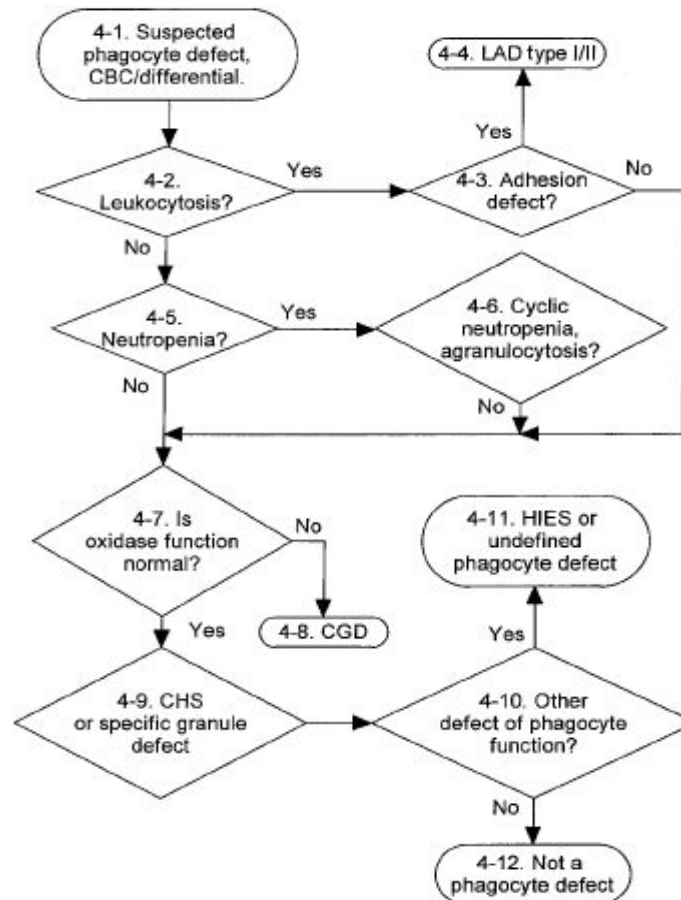 4-1. Suspected
phagocyte defect,
CBC/differential.
4-4. LAD type I/II
Yes
No
4-2.
Leukocytosis?
Yes
4-3. Adhesion
defect?
No
4-5.
Neutropenia?
Yes
4-6. Cyclic
neutropenia,
agranulocytosis?
No
No
4-7. Is
oxidase function
normal?
No
4-11. HIES or
undefined
phagocyte defect
4-8. CGD
Yes
Yes
4-9. CHS
or specific granule
defect
4-10. Other
defect of phagocyte
function?
No
4-12. Not a
phagocyte defect